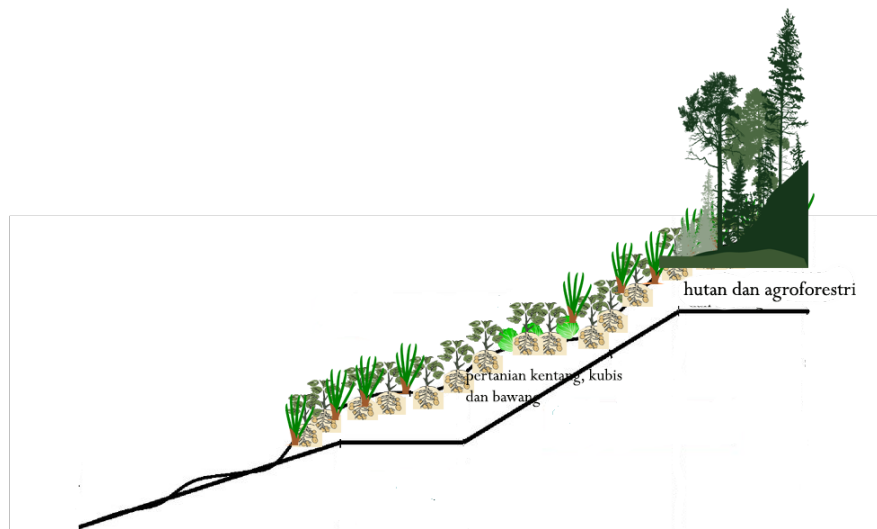 hutan dan agroforestri
pertanian kentang, kubis
dan bawang